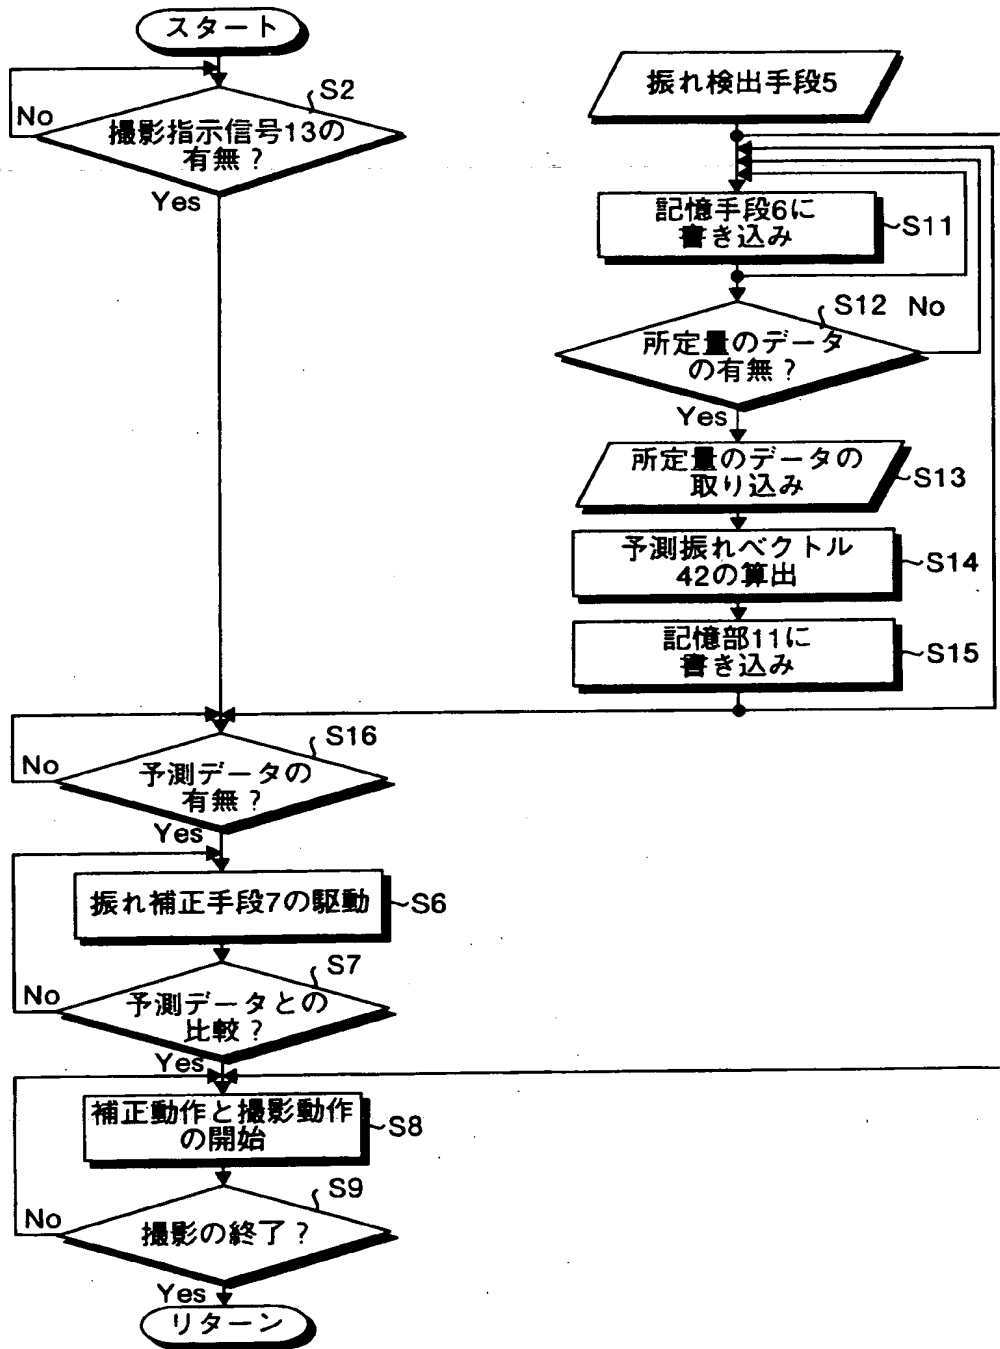 スタート
S2
No
撮影指示信号13の
有無？
Yes
振れ検出手段5
記憶手段6に
書き込み
S11
S12
No
所定量のデータ
の有無？
Yes
所定量のデータの
取り込み
S13
予測振れベクトル
42の算出
S14
記憶部11に
書き込み
S15
S16
No
予測データの
有無？
Yes
振れ補正手段7の駆動
S6
S7
No
予測データとの
比較？
Yes
補正動作と撮影動作
の開始
S8
S9
No
撮影の終了？
Yes
リターン